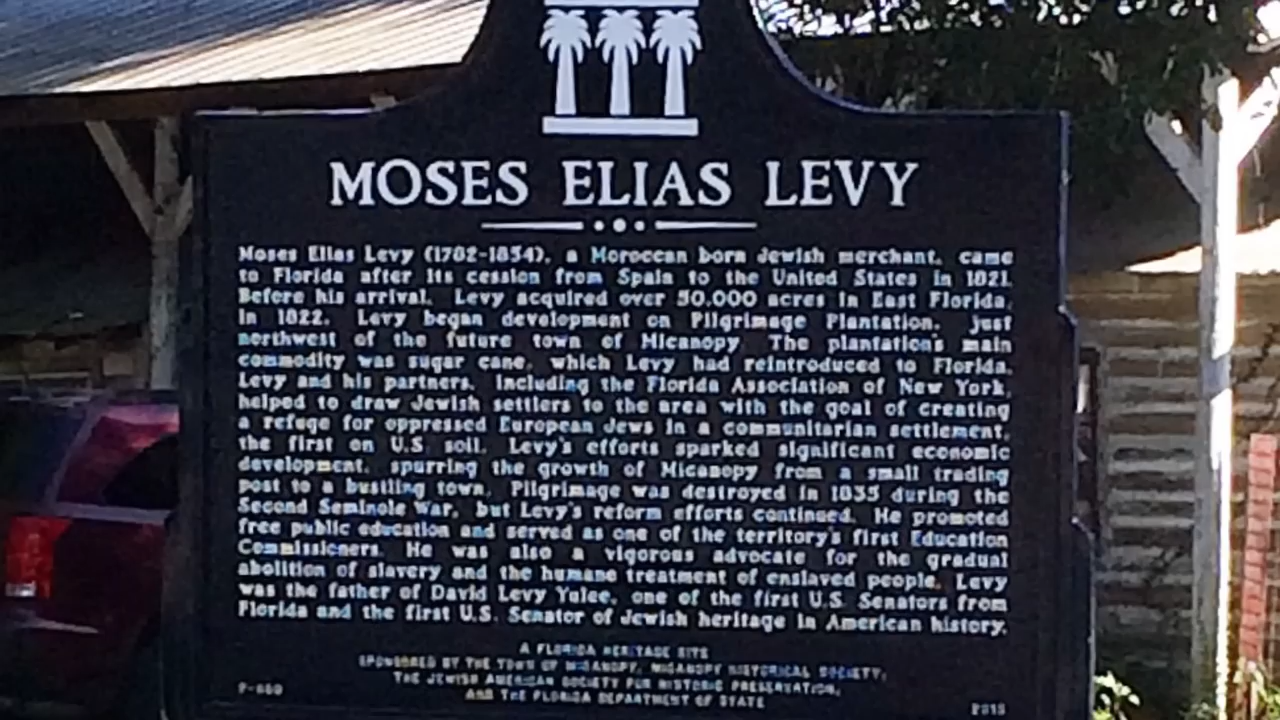 MOSES ELIAS LEVY
Moses Elias Levy (1782-1854), a Moroccan born Jewish merchant, came
to Florida after its cession from Spain to the United States in 1821.
Before his arrival, Levy acquired over 50,000 acres in East Florida.
In 1822, Levy began development on Pilgrimage Plantation, just
northwest of the future town of Micanopy. The plantation's main
commodity was sugar cane, which Levy had reintroduced to Florida.
Levy and his partners, including the Florida Association of New York,
helped to draw Jewish settlers to the area with the goal of creating
a refuge for oppressed European Jews in a communitarian settlement,
the first on U.S. soil. Levy's efforts sparked significant economic
development, spurring the growth of Micanopy from a small trading
post to a bustling town. Pilgrimage was destroyed in 1835 during the
Second Seminole War, but Levy's reform efforts continued. He promoted
free public education and served as one of the territory's first Education
Commissioners. He was also a vigorous advocate for the gradual
abolition of slavery and the humane treatment of enslaved people. Levy
was the father of David Levy Yulee, one of the first U.S. Senators from
Florida and the first U.S. Senator of Jewish heritage in American history.
A FLORIDA HERITAGE SITE
SPONSORED BY THE TOWN OF MICANOPY, MICANOPY HISTORICAL SOCIETY,
THE JEWISH AMERICAN SOCIETY FOR HISTORIC PRESERVATION,
AND THE FLORIDA DEPARTMENT OF STATE